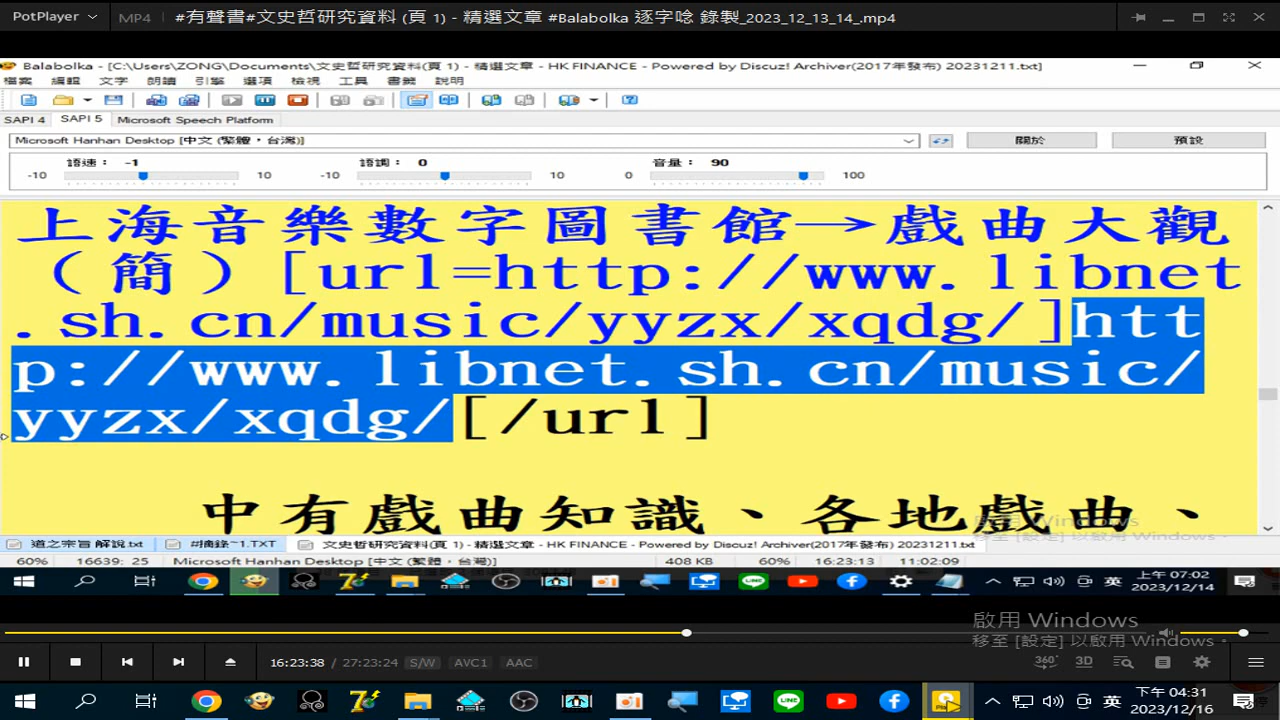 PotPlayer MP4 #有聲書#文史哲研究資料 (頁 1) - 精選文章 #Balabolka 逐字唸 錄製_2023_12_13_14_.mp4
Balabolka - [C:\Users\ZONG\Documents\文史哲研究資料(頁 1) - 精選文章 - HK FINANCE - Powered by Discuz! Archiver(2017年發布) 20231211.txt]
檔案 編輯 文字 朗讀 引擎 選項 檢視 工具 書籤 說明
SAPI 4 SAPI 5 Microsoft Speech Platform
Microsoft Hanhan Desktop [中文 (繁體，台灣)] 關於 預設
語速： -1 語調： 0 音量： 90
-10 10 -10 10 0 100
上海音樂數字圖書館→戲曲大觀
（簡）[url=http://www.libnet
.sh.cn/music/yyzx/xqdg/]htt
p://www.libnet.sh.cn/music/
yyzx/xqdg/[/url]
中有戲曲知識、各地戲曲、
啟用 Windows
移至 [設定] 以啟用 Windows。
道之宗旨 解說.txt #摘錄~1.TXT 文史哲研究資料(頁 1) - 精選文章 - HK FINANCE - Powered by Discuz! Archiver(2017年發布) 20231211.txt
60% 16639: 25 Microsoft Hanhan Desktop [中文 (繁體，台灣)] 408 KB 60% 16:23:13 11:02:09
英 上午 07:02
2023/12/14
啟用 Windows
移至 [設定] 以啟用 Windows。
16:23:38 / 27:23:24 S/W AVC1 AAC 360° 3D
英 下午 04:31
2023/12/16